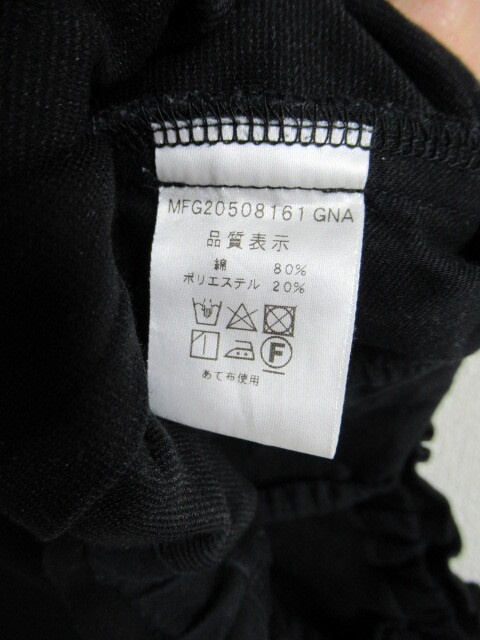 MFG20508161 GNA
品質表示
綿 80%
ポリエステル 20%
F
あて布使用